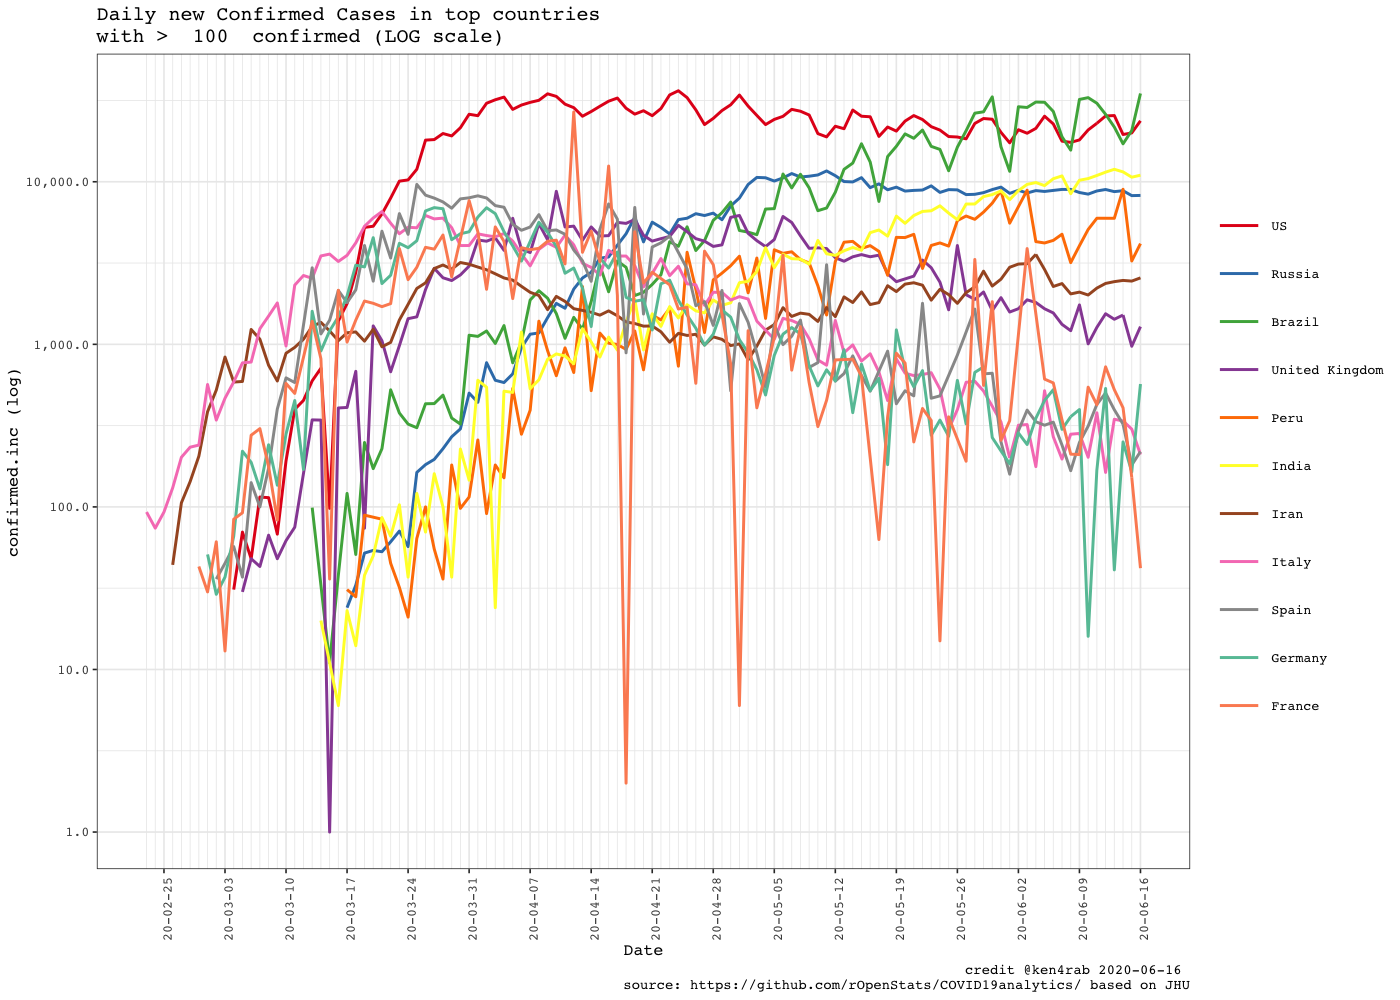 Daily new Confirmed Cases in top countries
with >  100  confirmed (LOG scale)
confirmed.inc (log)
10,000.0
1,000.0
100.0
10.0
1.0
20-02-25
20-03-03
20-03-10
20-03-17
20-03-24
20-03-31
20-04-07
20-04-14
20-04-21
20-04-28
20-05-05
20-05-12
20-05-19
20-05-26
20-06-02
20-06-09
20-06-16
Date
US
Russia
Brazil
United Kingdom
Peru
India
Iran
Italy
Spain
Germany
France
credit @ken4rab 2020-06-16
source: https://github.com/rOpenStats/COVID19analytics/ based on JHU